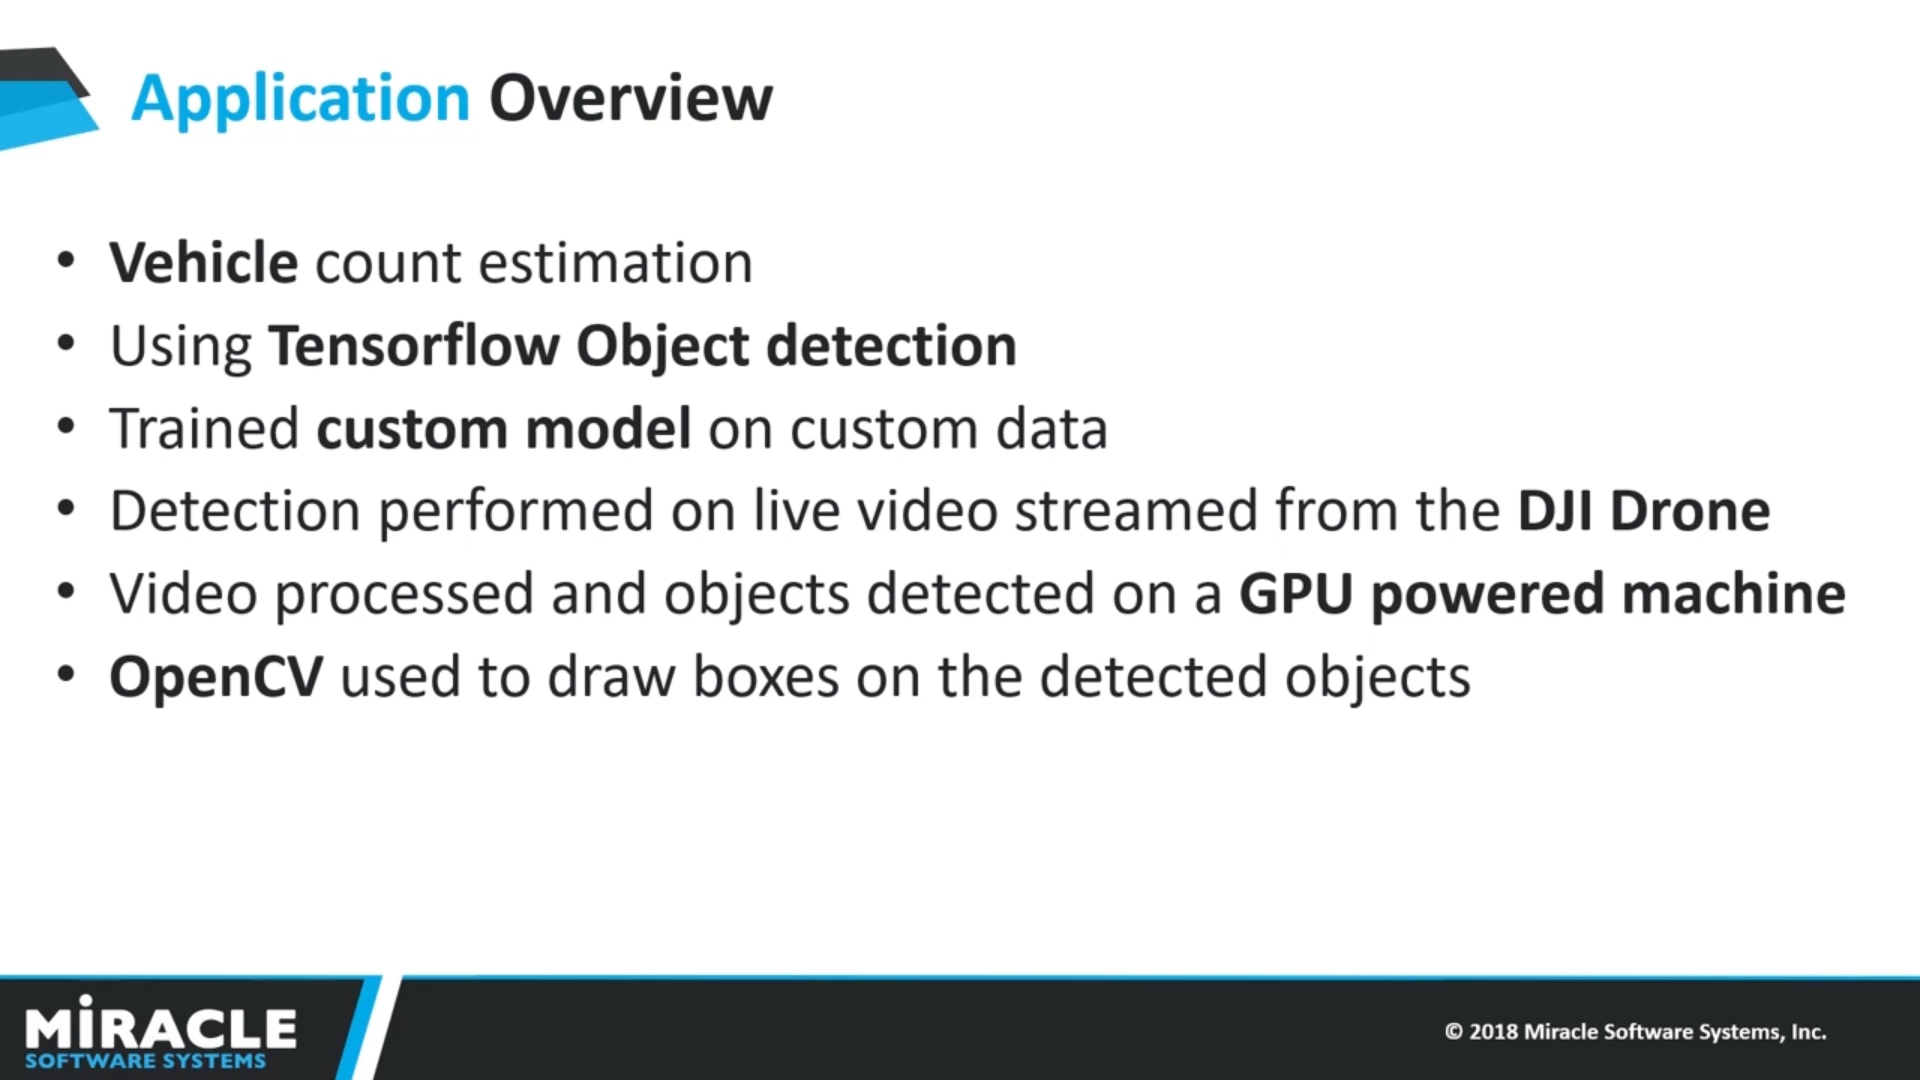 Application Overview
• Vehicle count estimation
• Using Tensorflow Object detection
• Trained custom model on custom data
• Detection performed on live video streamed from the DJI Drone
• Video processed and objects detected on a GPU powered machine
• OpenCV used to draw boxes on the detected objects
MiRACLE
SOFTWARE SYSTEMS
© 2018 Miracle Software Systems, Inc.